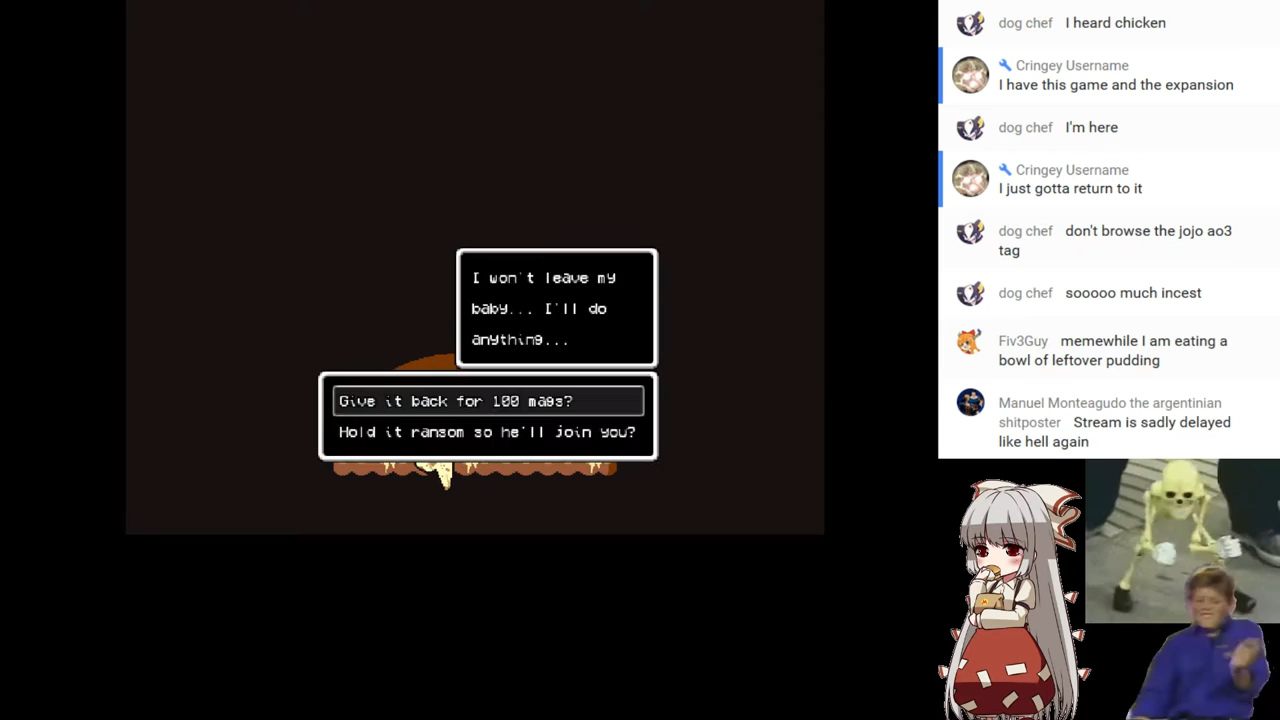 I won't leave my
baby... I'll do
anything...
Give it back for 100 mags?
Hold it ransom so he'll join you?
dog chef I heard chicken
Cringey Username
I have this game and the expansion
dog chef I'm here
Cringey Username
I just gotta return to it
dog chef don't browse the jojo ao3
tag
dog chef sooooo much incest
Fiv3Guy memewhile I am eating a
bowl of leftover pudding
Manuel Monteagudo the argentinian
shitposter Stream is sadly delayed
like hell again